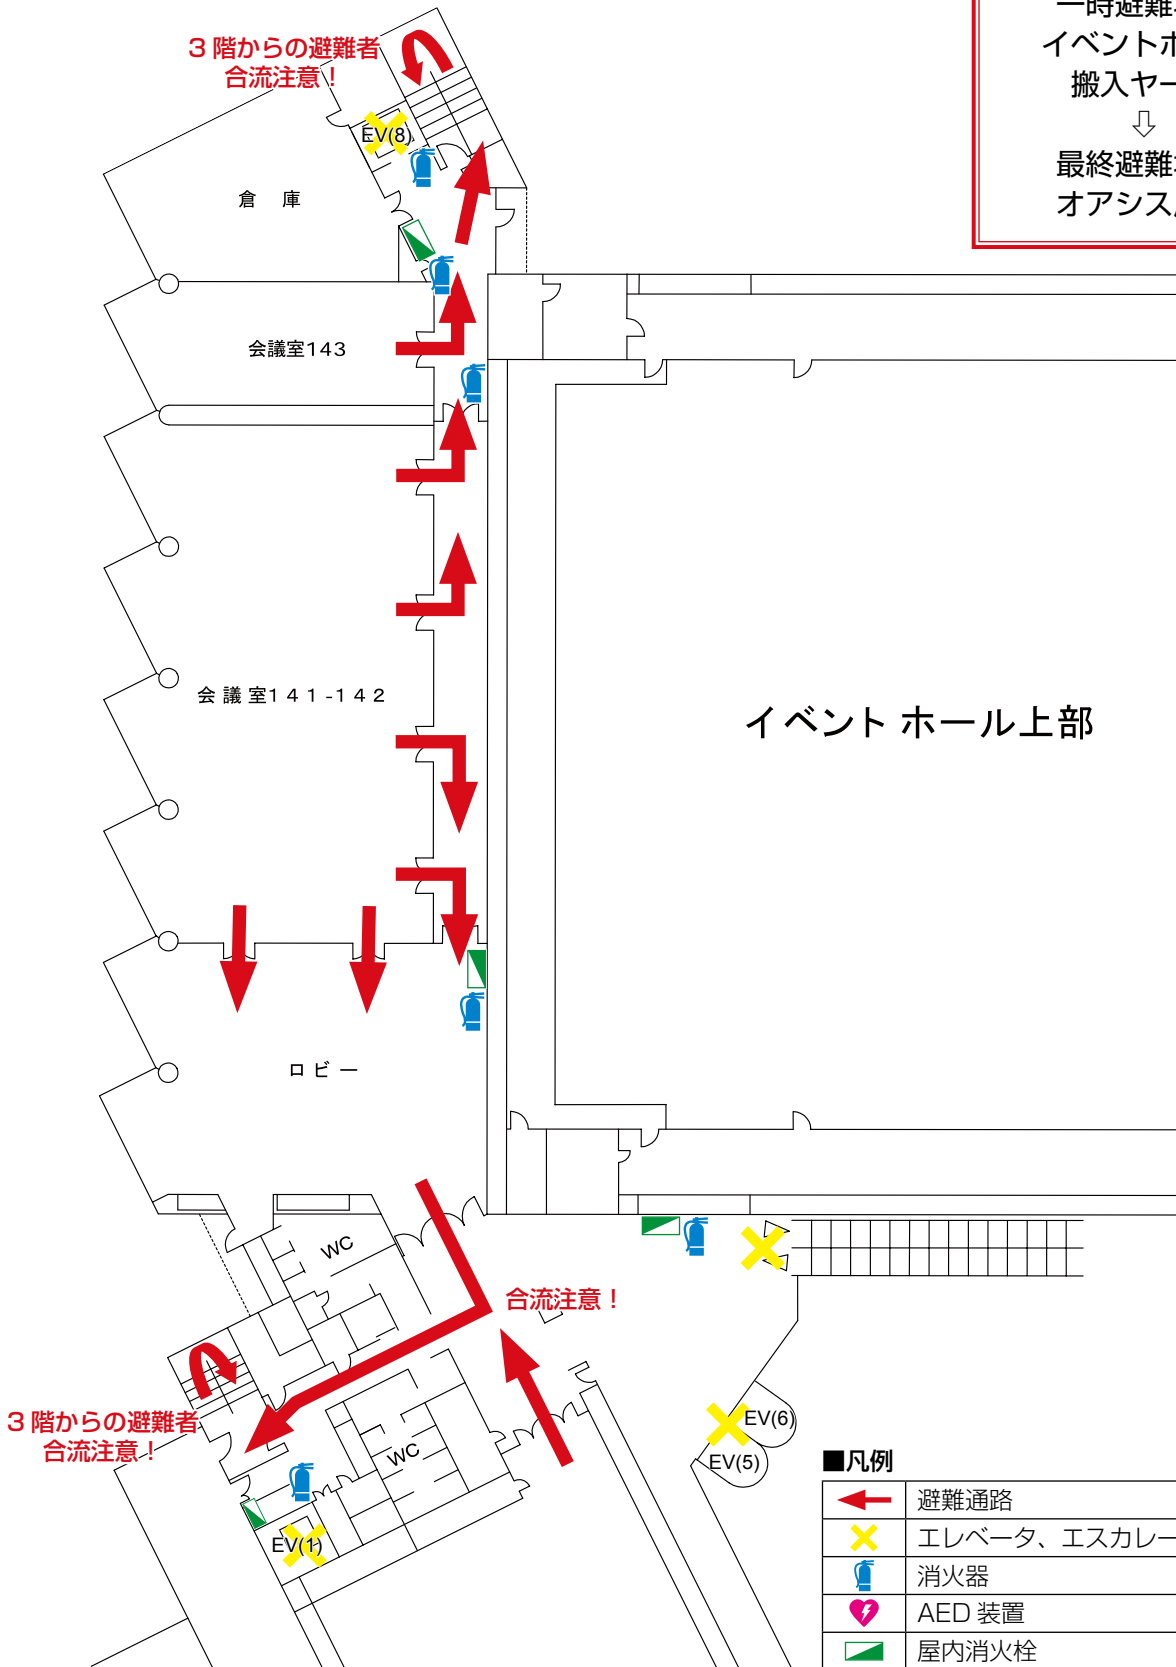 一時避難
イベントホ
搬入ヤー
⇩
最終避難
オアシス
3 階からの避難者
合流注意！
EV(8)
倉 庫
会議室143
会 議 室1 4 1 -1 4 2
イベント ホール上部
ロ ビ ー
WC
合流注意！
3 階からの避難者
合流注意！
WC
EV(6)
EV(5)
EV(1)
■凡例
避難通路
エレベータ、エスカレー
消火器
AED 装置
屋内消火栓